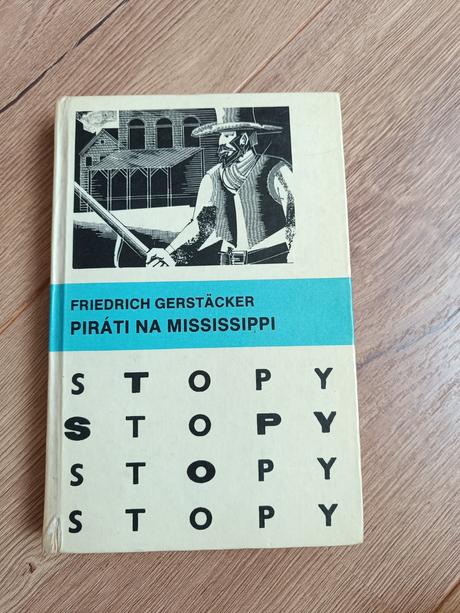 FRIEDRICH GERSTÄCKER
PIRÁTI NA MISSISSIPPI
STOPY
STOPY
STOPY
STOPY